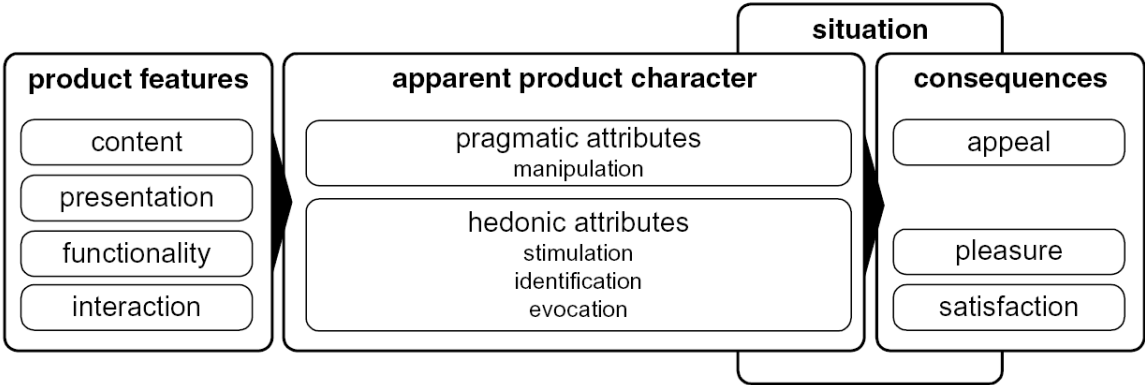 situation
product features
content
presentation
functionality
interaction
apparent product character
pragmatic attributes
manipulation
hedonic attributes
stimulation
identification
evocation
consequences
appeal
pleasure
satisfaction